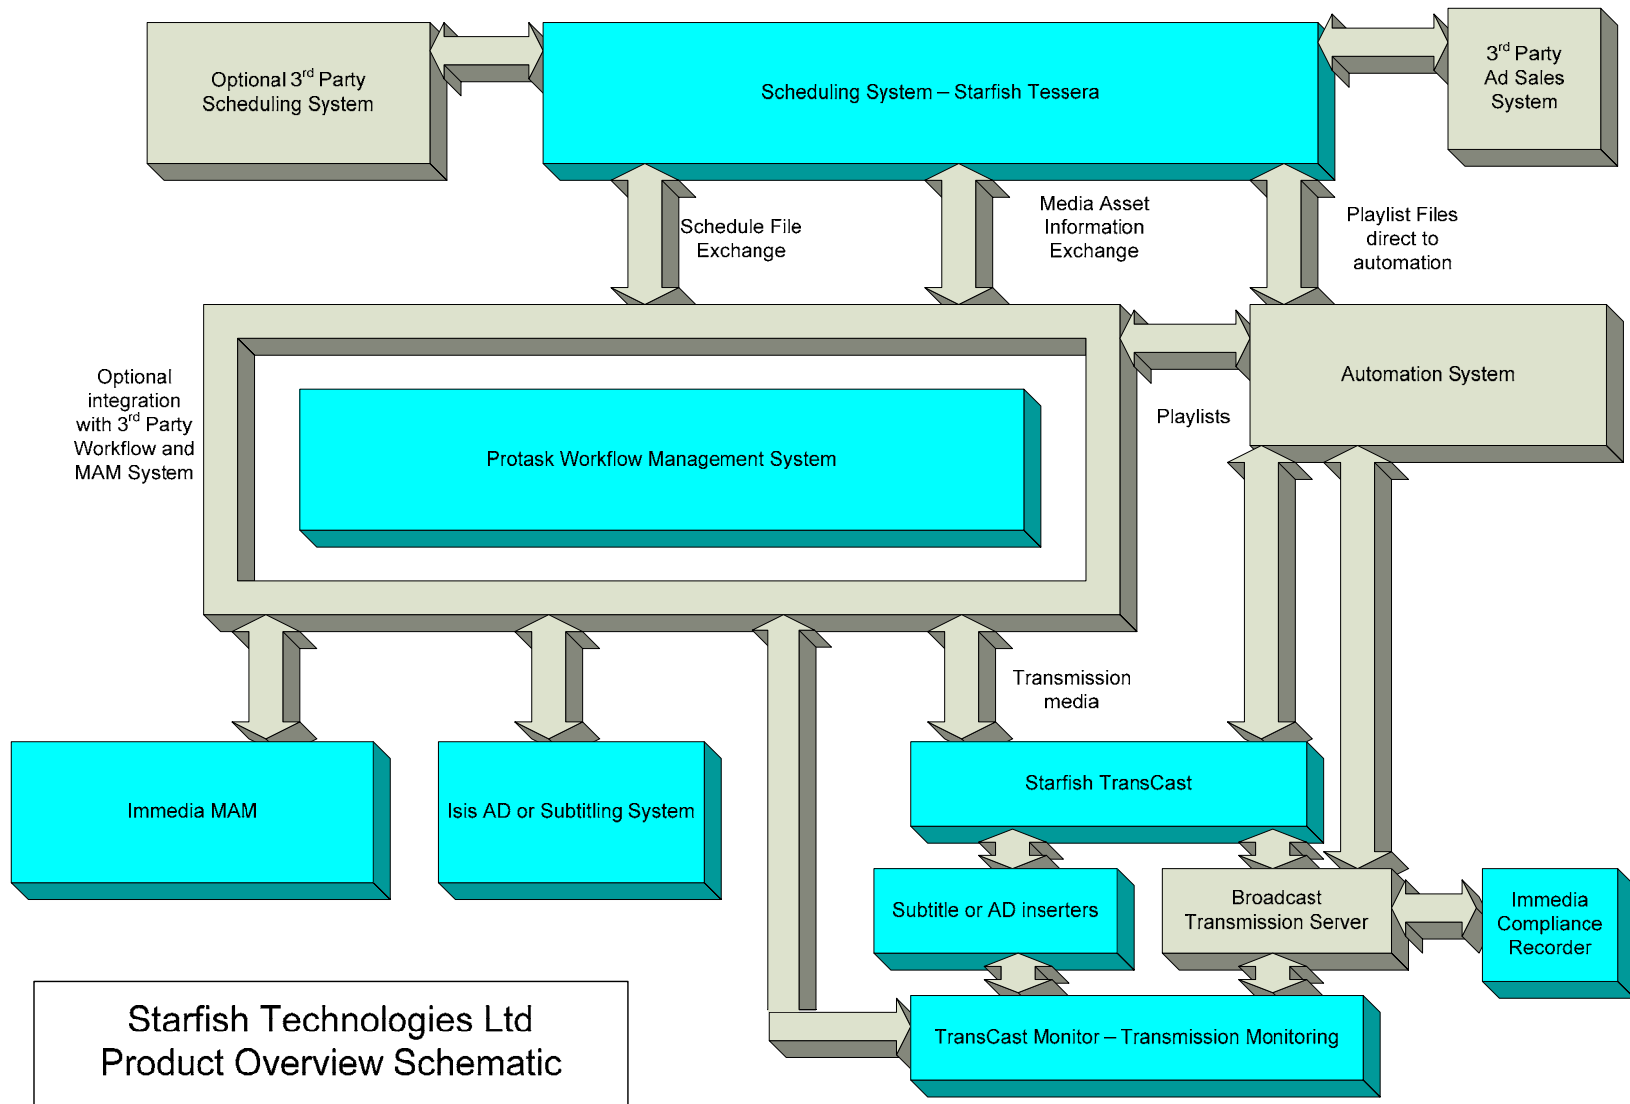 Optional 3rd Party
Scheduling System
Scheduling System – Starfish Tessera
3rd Party
Ad Sales
System
Schedule File
Exchange
Media Asset
Information
Exchange
Playlist Files
direct to
automation
Optional
integration
with 3rd Party
Workflow and
MAM System
Protask Workflow Management System
Playlists
Automation System
Transmission
media
Immedia MAM
Isis AD or Subtitling System
Starfish TransCast
Subtitle or AD inserters
Broadcast
Transmission Server
Immedia
Compliance
Recorder
TransCast Monitor – Transmission Monitoring
Starfish Technologies Ltd
Product Overview Schematic